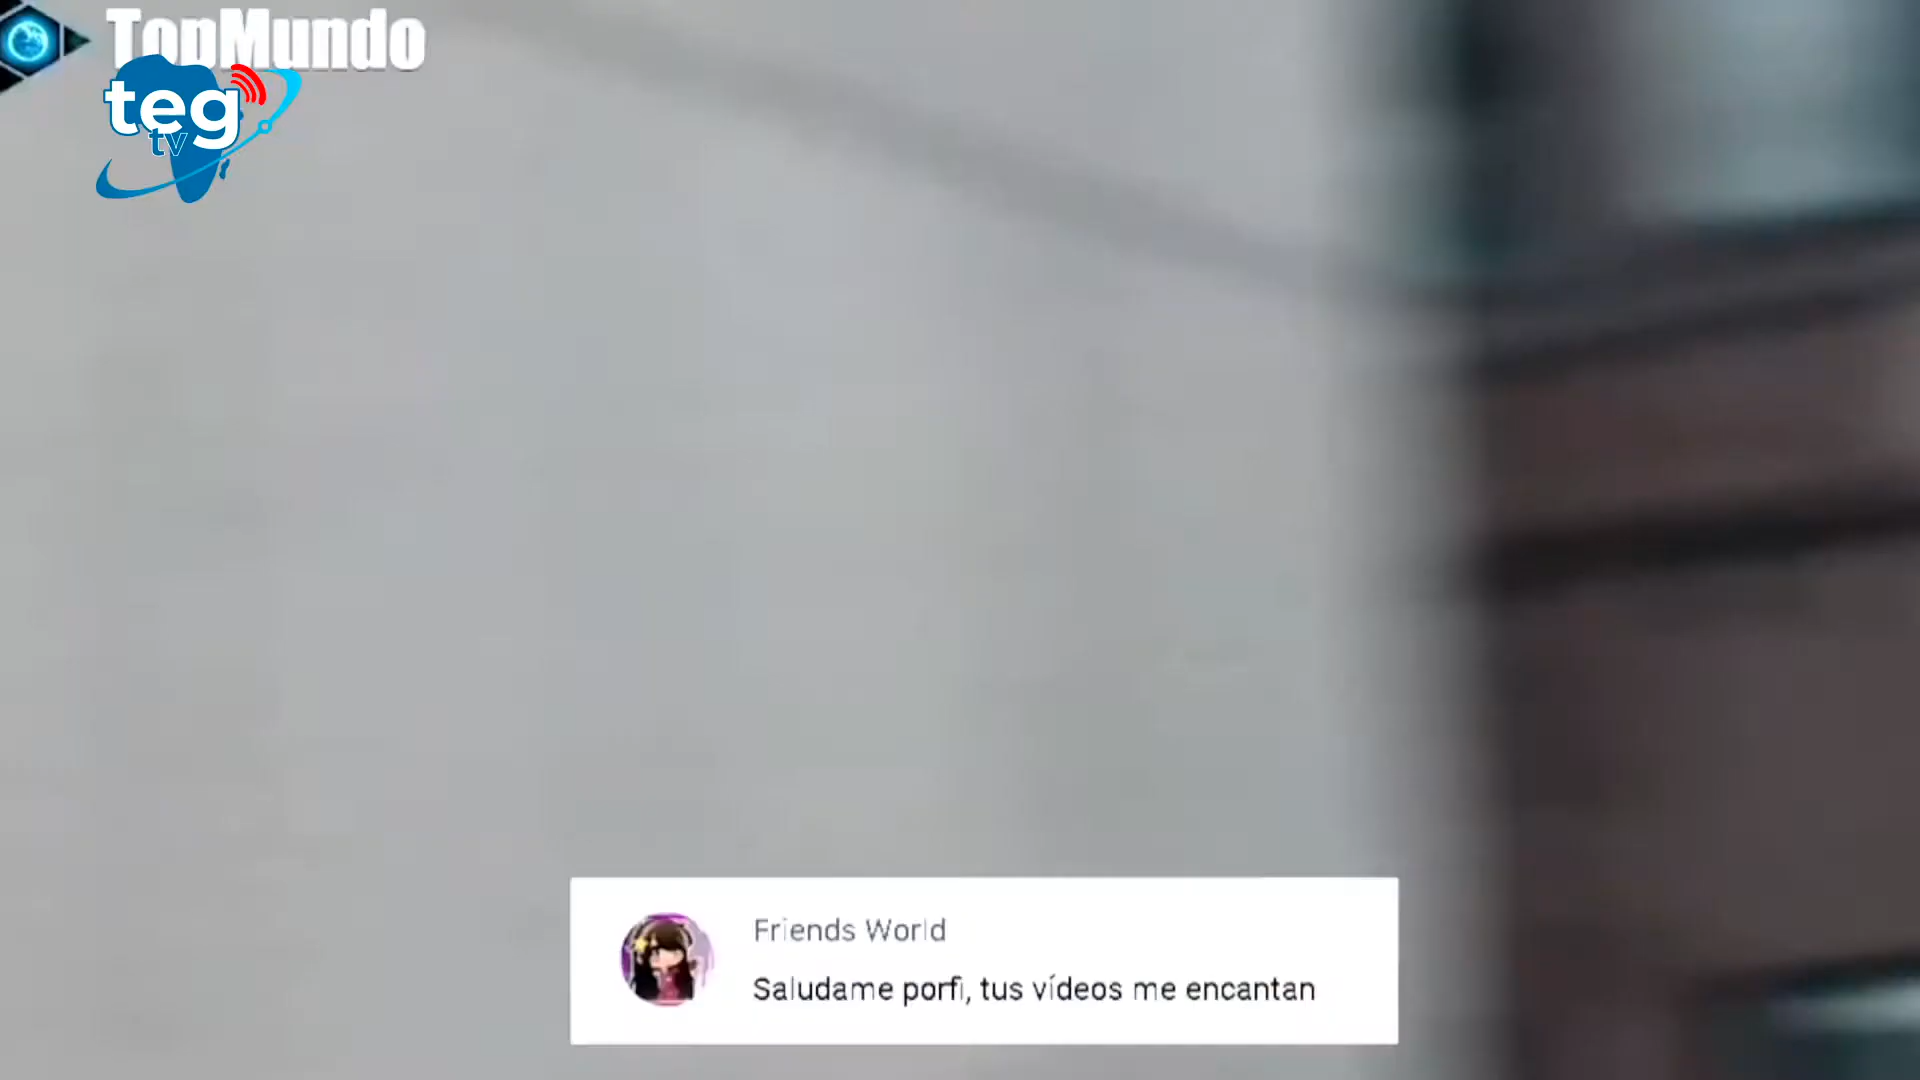 TopMundo
teg
tv
Friends World
Saludame porfi, tus vídeos me encantan